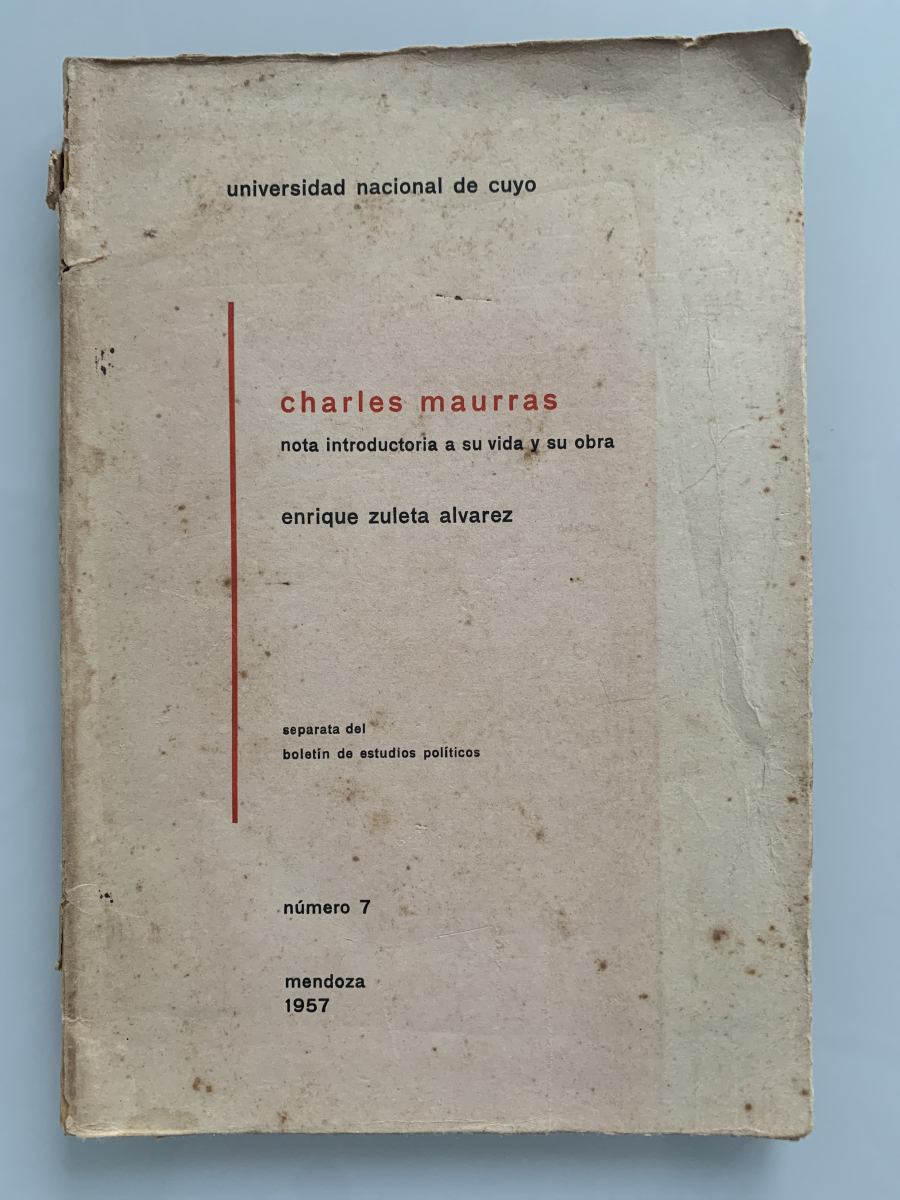 universidad nacional de cuyo
charles maurras
nota introductoria a su vida y su obra
enrique zuleta alvarez
separata del
boletín de estudios políticos
número 7
mendoza
1957